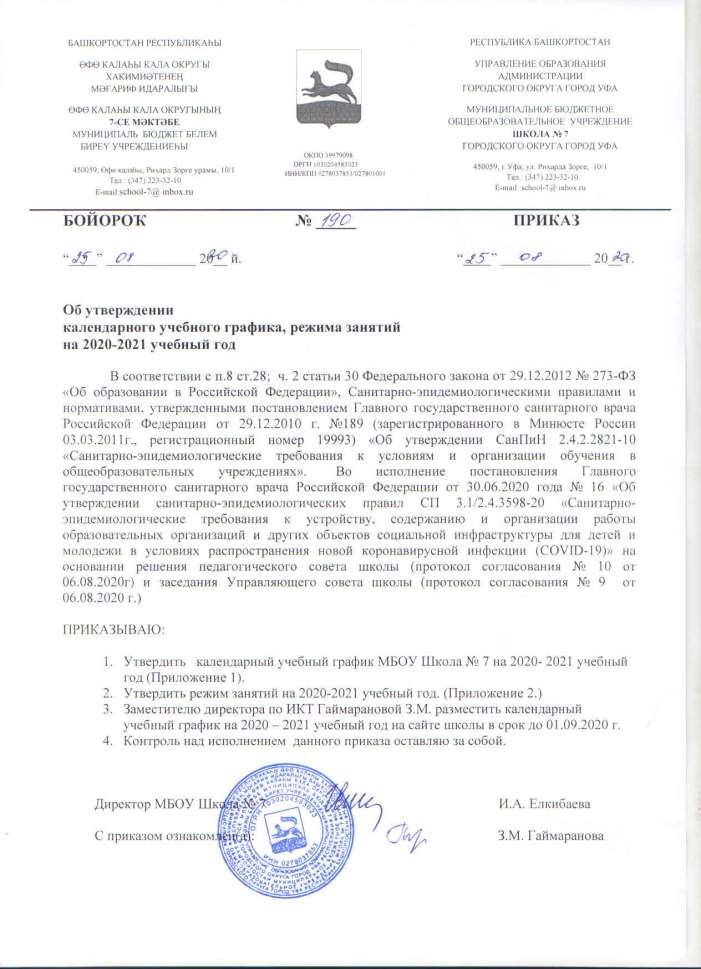 БАШКОРТОСТАН РЕСПУБЛИКАҺЫ
ӨФӨ КАЛАҺЫ КАЛА ОКРУГЫ
ХАКИМИӘТЕНЕҢ
МӘҒАРИФ ИДАРАЛЫҒЫ
ӨФӨ КАЛАҺЫ КАЛА ОКРУГЫНЫҢ
7-СЕ МӘКТӘБЕ
МУНИЦИПАЛЬ БЮДЖЕТ БЕЛЕМ
БИРЕҮ УЧРЕЖДЕНИЕҺЫ
450059, Өфө калаһы, Рихард Зорге урамы, 10/1
Тел.: (347) 223-32-10
E-mail:school-7@ inbox.ru
ОКПО 39979098
ОРГН 1030204583023
ИНН/КПП 0278037853/027801001
РЕСПУБЛИКА БАШКОРТОСТАН
УПРАВЛЕНИЕ ОБРАЗОВАНИЯ
АДМИНИСТРАЦИИ
ГОРОДСКОГО ОКРУГА ГОРОД УФА
МУНИЦИПАЛЬНОЕ БЮДЖЕТНОЕ
ОБЩЕОБРАЗОВАТЕЛЬНОЕ УЧРЕЖДЕНИЕ
ШКОЛА № 7
ГОРОДСКОГО ОКРУГА ГОРОД УФА
450059, г.Уфа, ул. Рихарда Зорге, 10/1
Тел. (347) 223-32-10
E-mail :school-7@ inbox.ru
БОЙОРОҠ № 190 ПРИКАЗ
“25” 08 2020 й. “25” 08 2020г.
Об утверждении
календарного учебного графика, режима занятий
на 2020-2021 учебный год
В соответствии с п.8 ст.28; ч. 2 статьи 30 Федерального закона от 29.12.2012 № 273-ФЗ
«Об образовании в Российской Федерации», Санитарно-эпидемиологическими правилами и
нормативами, утвержденными постановлением Главного государственного санитарного врача
Российской Федерации от 29.12.2010 г. №189 (зарегистрированного в Минюсте России
03.03.2011г., регистрационный номер 19993) «Об утверждении СанПиН 2.4.2.2821-10
«Санитарно-эпидемиологические требования к условиям и организации обучения в
общеобразовательных учреждениях». Во исполнение постановления Главного
государственного санитарного врача Российской Федерации от 30.06.2020 года № 16 «Об
утверждении санитарно-эпидемиологических правил СП 3.1/2.4.3598-20 «Санитарно-
эпидемиологические требования к устройству, содержанию и организации работы
образовательных организаций и других объектов социальной инфраструктуры для детей и
молодежи в условиях распространения новой коронавирусной инфекции (COVID-19)» на
основании решения педагогического совета школы (протокол согласования № 10 от
06.08.2020г) и заседания Управляющего совета школы (протокол согласования № 9 от
06.08.2020 г.)
ПРИКАЗЫВАЮ:
1. Утвердить календарный учебный график МБОУ Школа № 7 на 2020- 2021 учебный
год (Приложение 1).
2. Утвердить режим занятий на 2020-2021 учебный год. (Приложение 2.)
3. Заместителю директора по ИКТ Гаймарановой З.М. разместить календарный
учебный график на 2020 – 2021 учебный год на сайте школы в срок до 01.09.2020 г.
4. Контроль над исполнением данного приказа оставляю за собой.
Директор МБОУ Школа № 7 И.А. Елкибаева
С приказом ознакомлен(а): З.М. Гаймаранова